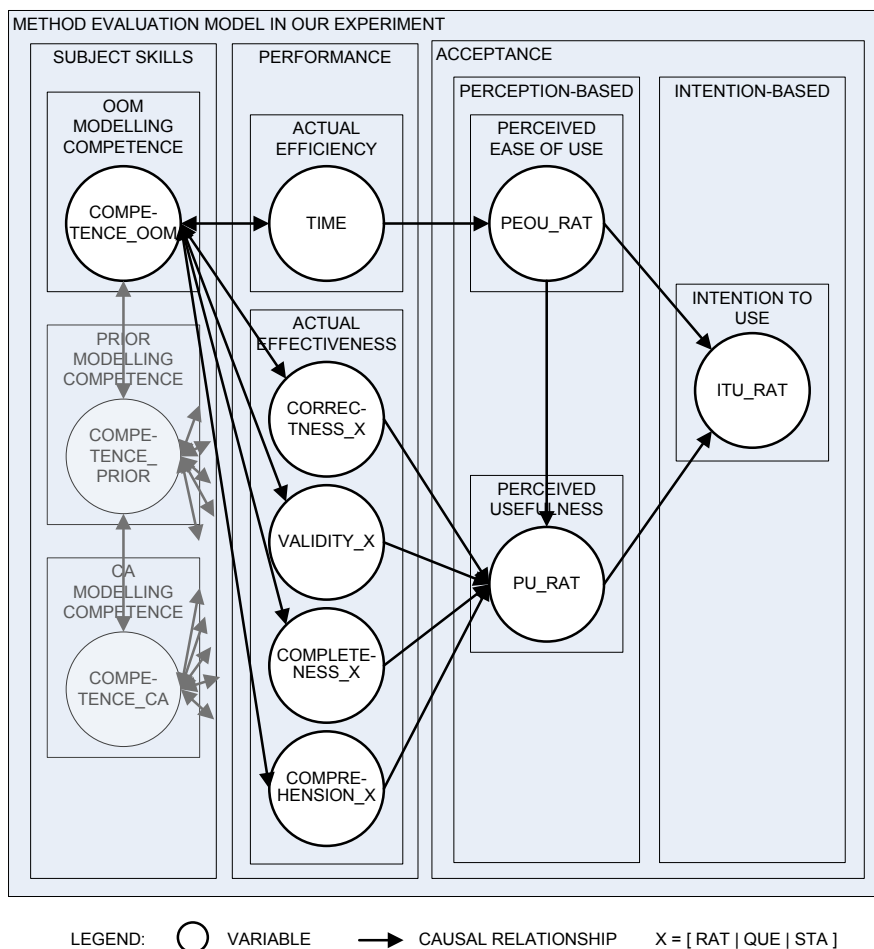 METHOD EVALUATION MODEL IN OUR EXPERIMENT
SUBJECT SKILLS
OOM
MODELLING
COMPETENCE
COMPE-
TENCE_OOM
PRIOR
MODELLING
COMPETENCE
COMPE-
TENCE_
PRIOR
CA
MODELLING
COMPETENCE
COMPE-
TENCE_CA
PERFORMANCE
ACTUAL
EFFICIENCY
TIME
ACTUAL
EFFECTIVENESS
CORREC-
TNESS_X
VALIDITY_X
COMPLETE-
NESS_X
COMPRE-
HENSION_X
ACCEPTANCE
PERCEPTION-BASED
PERCEIVED
EASE OF USE
PEOU_RAT
PERCEIVED
USEFULNESS
PU_RAT
INTENTION-BASED
INTENTION TO
USE
ITU_RAT
LEGEND: VARIABLE CAUSAL RELATIONSHIP X = [ RAT | QUE | STA ]